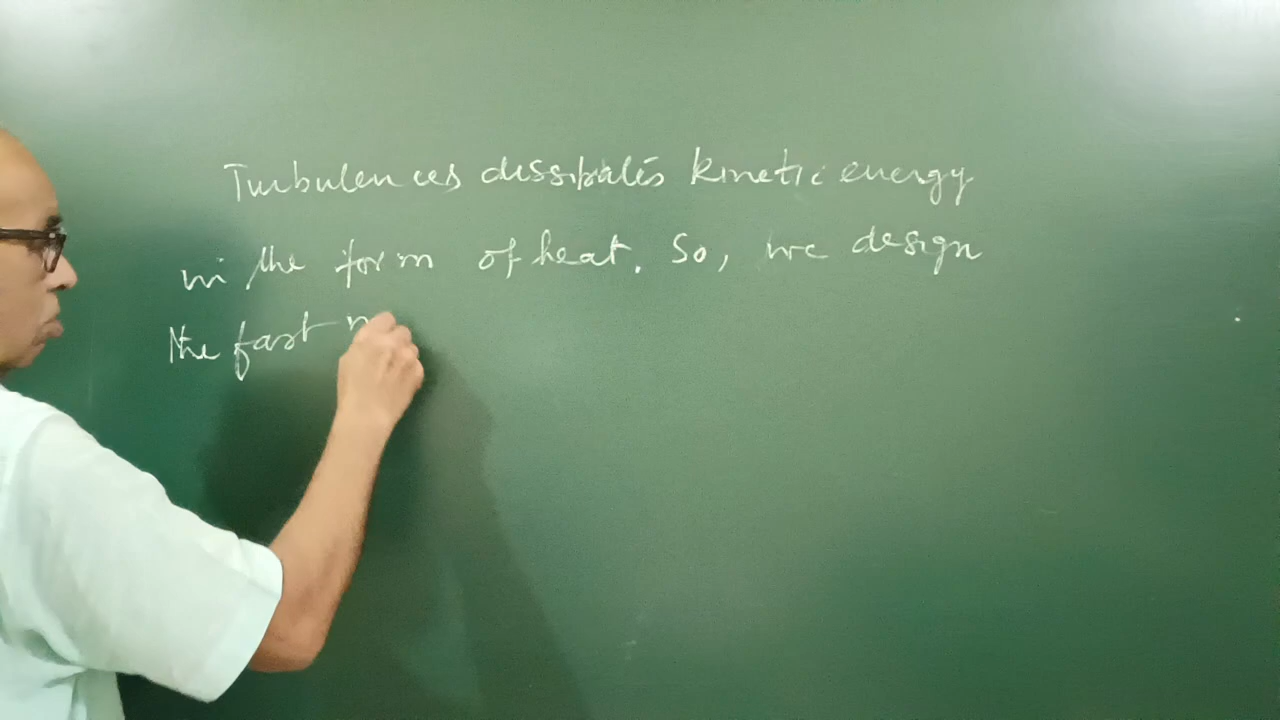 Turbulences dissipates kinetic energy
in the form of heat. So, we design
the fast m